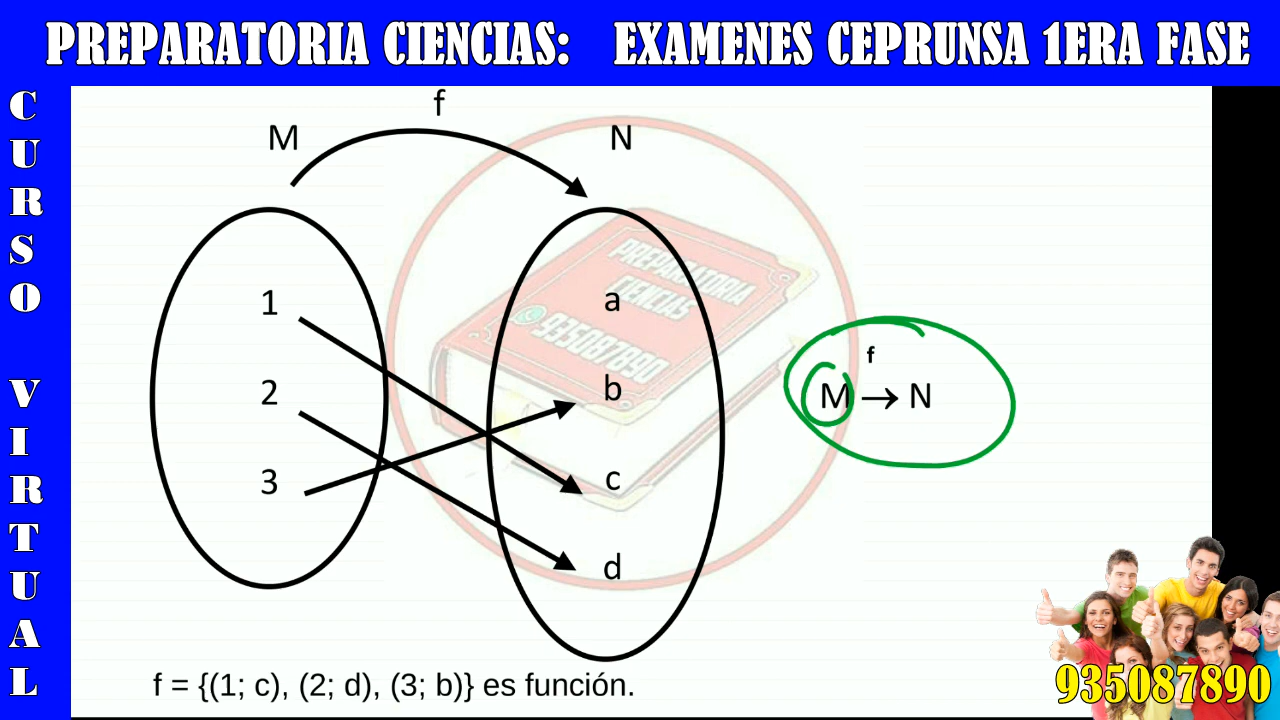 PREPARATORIA CIENCIAS: EXAMENES CEPRUNSA 1ERA FASE
CURSO VIRTUAL
f
M N
1 a
2 b
3 c
d
PREPARATORIA
CIENCIAS
935087890
f
M → N
f = {(1; c), (2; d), (3; b)} es función.
935087890